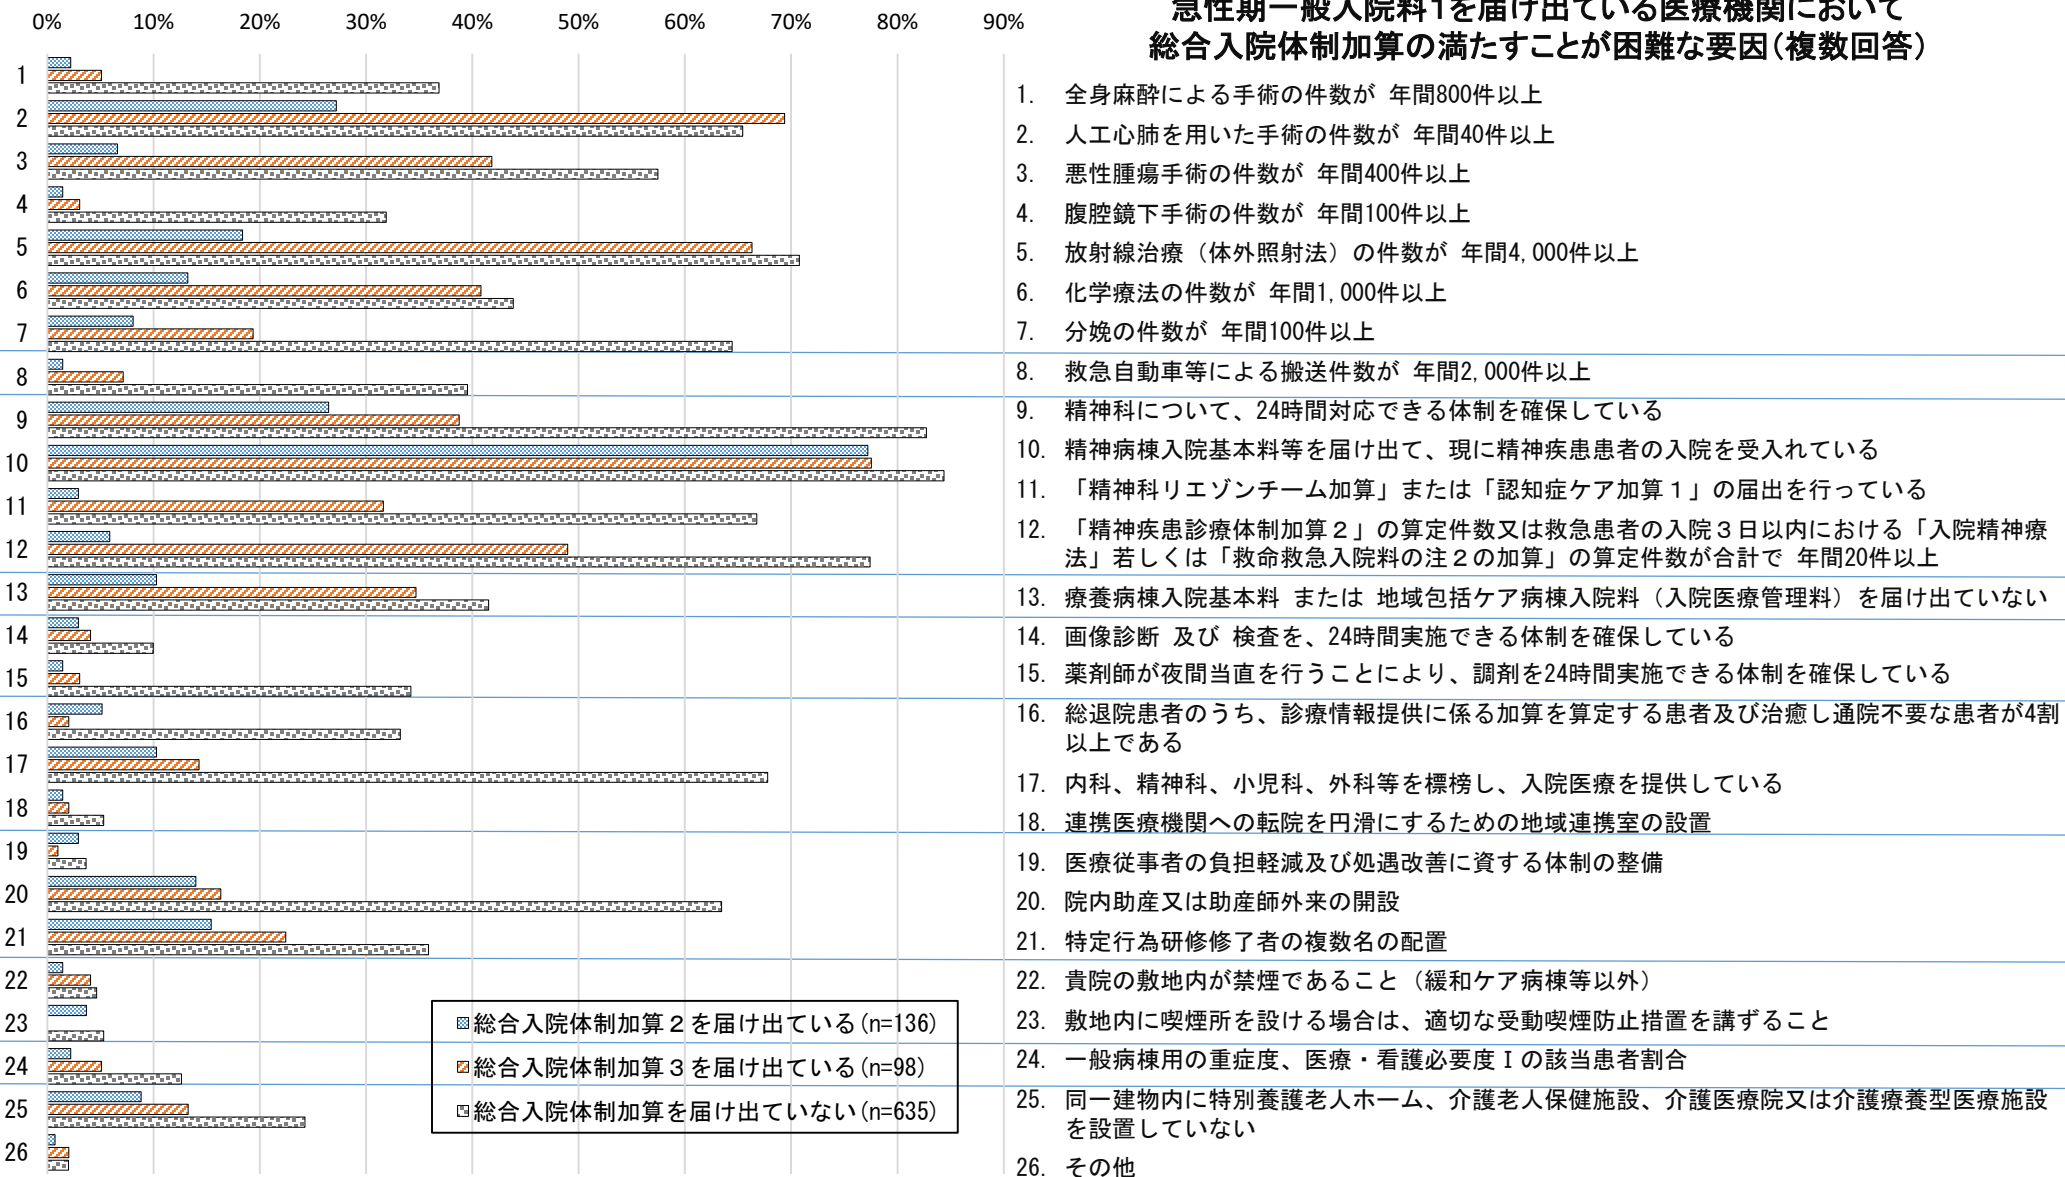 急性期一般入院料1を届け出ている医療機関において
総合入院体制加算の満たすことが困難な要因（複数回答）
0% 10% 20% 30% 40% 50% 60% 70% 80% 90%
1
2
3
4
5
6
7
8
9
10
11
12
13
14
15
16
17
18
19
20
21
22
23
24
25
26
総合入院体制加算２を届け出ている(n=136)
総合入院体制加算３を届け出ている(n=98)
総合入院体制加算を届け出ていない(n=635)
1. 全身麻酔による手術の件数が 年間800件以上
2. 人工心肺を用いた手術の件数が 年間40件以上
3. 悪性腫瘍手術の件数が 年間400件以上
4. 腹腔鏡下手術の件数が 年間100件以上
5. 放射線治療（体外照射法）の件数が 年間4,000件以上
6. 化学療法の件数が 年間1,000件以上
7. 分娩の件数が 年間100件以上
8. 救急自動車等による搬送件数が 年間2,000件以上
9. 精神科について、24時間対応できる体制を確保している
10. 精神病棟入院基本料等を届け出て、現に精神疾患患者の入院を受入れている
11. 「精神科リエゾンチーム加算」または「認知症ケア加算１」の届出を行っている
12. 「精神疾患診療体制加算２」の算定件数又は救急患者の入院３日以内における「入院精神療
法」若しくは「救命救急入院料の注２の加算」の算定件数が合計で 年間20件以上
13. 療養病棟入院基本料 または 地域包括ケア病棟入院料（入院医療管理料）を届け出ていない
14. 画像診断 及び 検査を、24時間実施できる体制を確保している
15. 薬剤師が夜間当直を行うことにより、調剤を24時間実施できる体制を確保している
16. 総退院患者のうち、診療情報提供に係る加算を算定する患者及び治癒し通院不要な患者が4割
以上である
17. 内科、精神科、小児科、外科等を標榜し、入院医療を提供している
18. 連携医療機関への転院を円滑にするための地域連携室の設置
19. 医療従事者の負担軽減及び処遇改善に資する体制の整備
20. 院内助産又は助産師外来の開設
21. 特定行為研修修了者の複数名の配置
22. 貴院の敷地内が禁煙であること（緩和ケア病棟等以外）
23. 敷地内に喫煙所を設ける場合は、適切な受動喫煙防止措置を講ずること
24. 一般病棟用の重症度、医療・看護必要度Ⅰの該当患者割合
25. 同一建物内に特別養護老人ホーム、介護老人保健施設、介護医療院又は介護療養型医療施設
を設置していない
26. その他